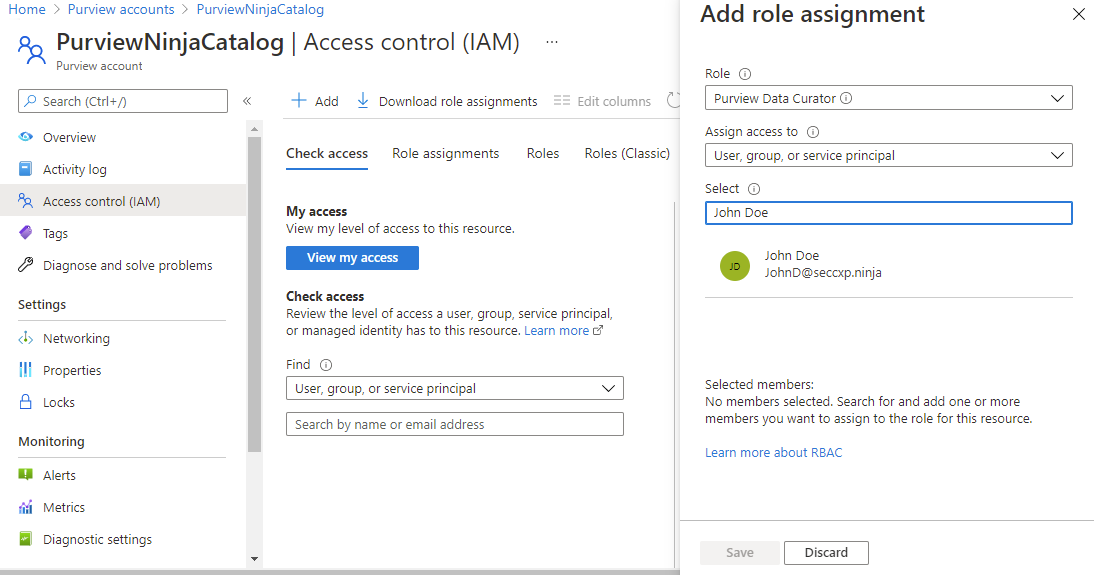 Home > Purview accounts > PurviewNinjaCatalog
PurviewNinjaCatalog | Access control (IAM) ...
Purview account
Search (Ctrl+/)
«
Overview
Activity log
Access control (IAM)
Tags
Diagnose and solve problems
Settings
Networking
Properties
Locks
Monitoring
Alerts
Metrics
Diagnostic settings
Add
Download role assignments
Edit columns
Check access
Role assignments
Roles
Roles (Classic)
My access
View my level of access to this resource.
View my access
Check access
Review the level of access a user, group, service principal,
or managed identity has to this resource. Learn more
Find
User, group, or service principal
Search by name or email address
Add role assignment
Role
Purview Data Curator
Assign access to
User, group, or service principal
Select
John Doe
JD
John Doe
JohnD@seccxp.ninja
Selected members:
No members selected. Search for and add one or more
members you want to assign to the role for this resource.
Learn more about RBAC
Save
Discard